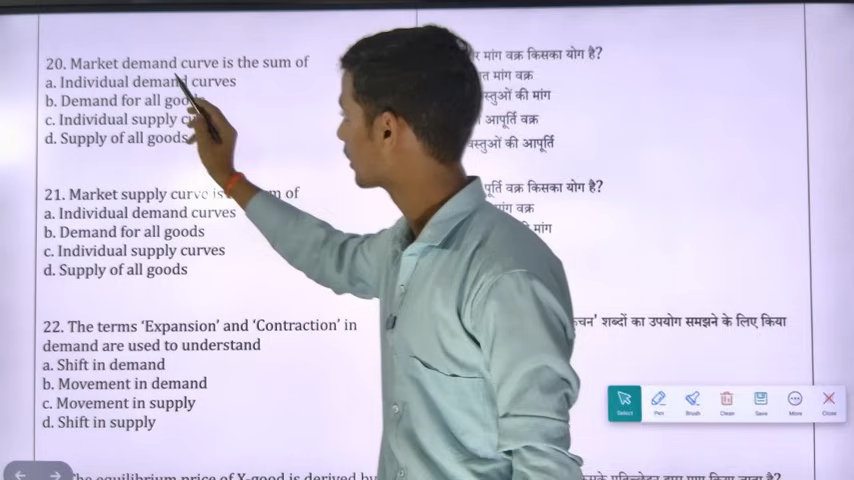 20. Market demand curve is the sum of
a. Individual demand curves
b. Demand for all
c. Individual supply
d. Supply of all goods
21. Market supply curve is of
a. Individual demand curves
b. Demand for all goods
c. Individual supply curves
d. Supply of all goods
22. The terms ‘Expansion’ and ‘Contraction’ in
demand are used to understand
a. Shift in demand
b. Movement in demand
c. Movement in supply
d. Shift in supply
equilibrium price of X-good is derived by
मांग वक्र किसका योग है?
मांग वक्र
की मांग
आपूर्ति वक्र
की आपूर्ति
वक्र किसका योग है?
वक्र
मांग
शब्दों का उपयोग समझने के लिए किया
Select
Pen
Brush
Clean
Save
More
Close